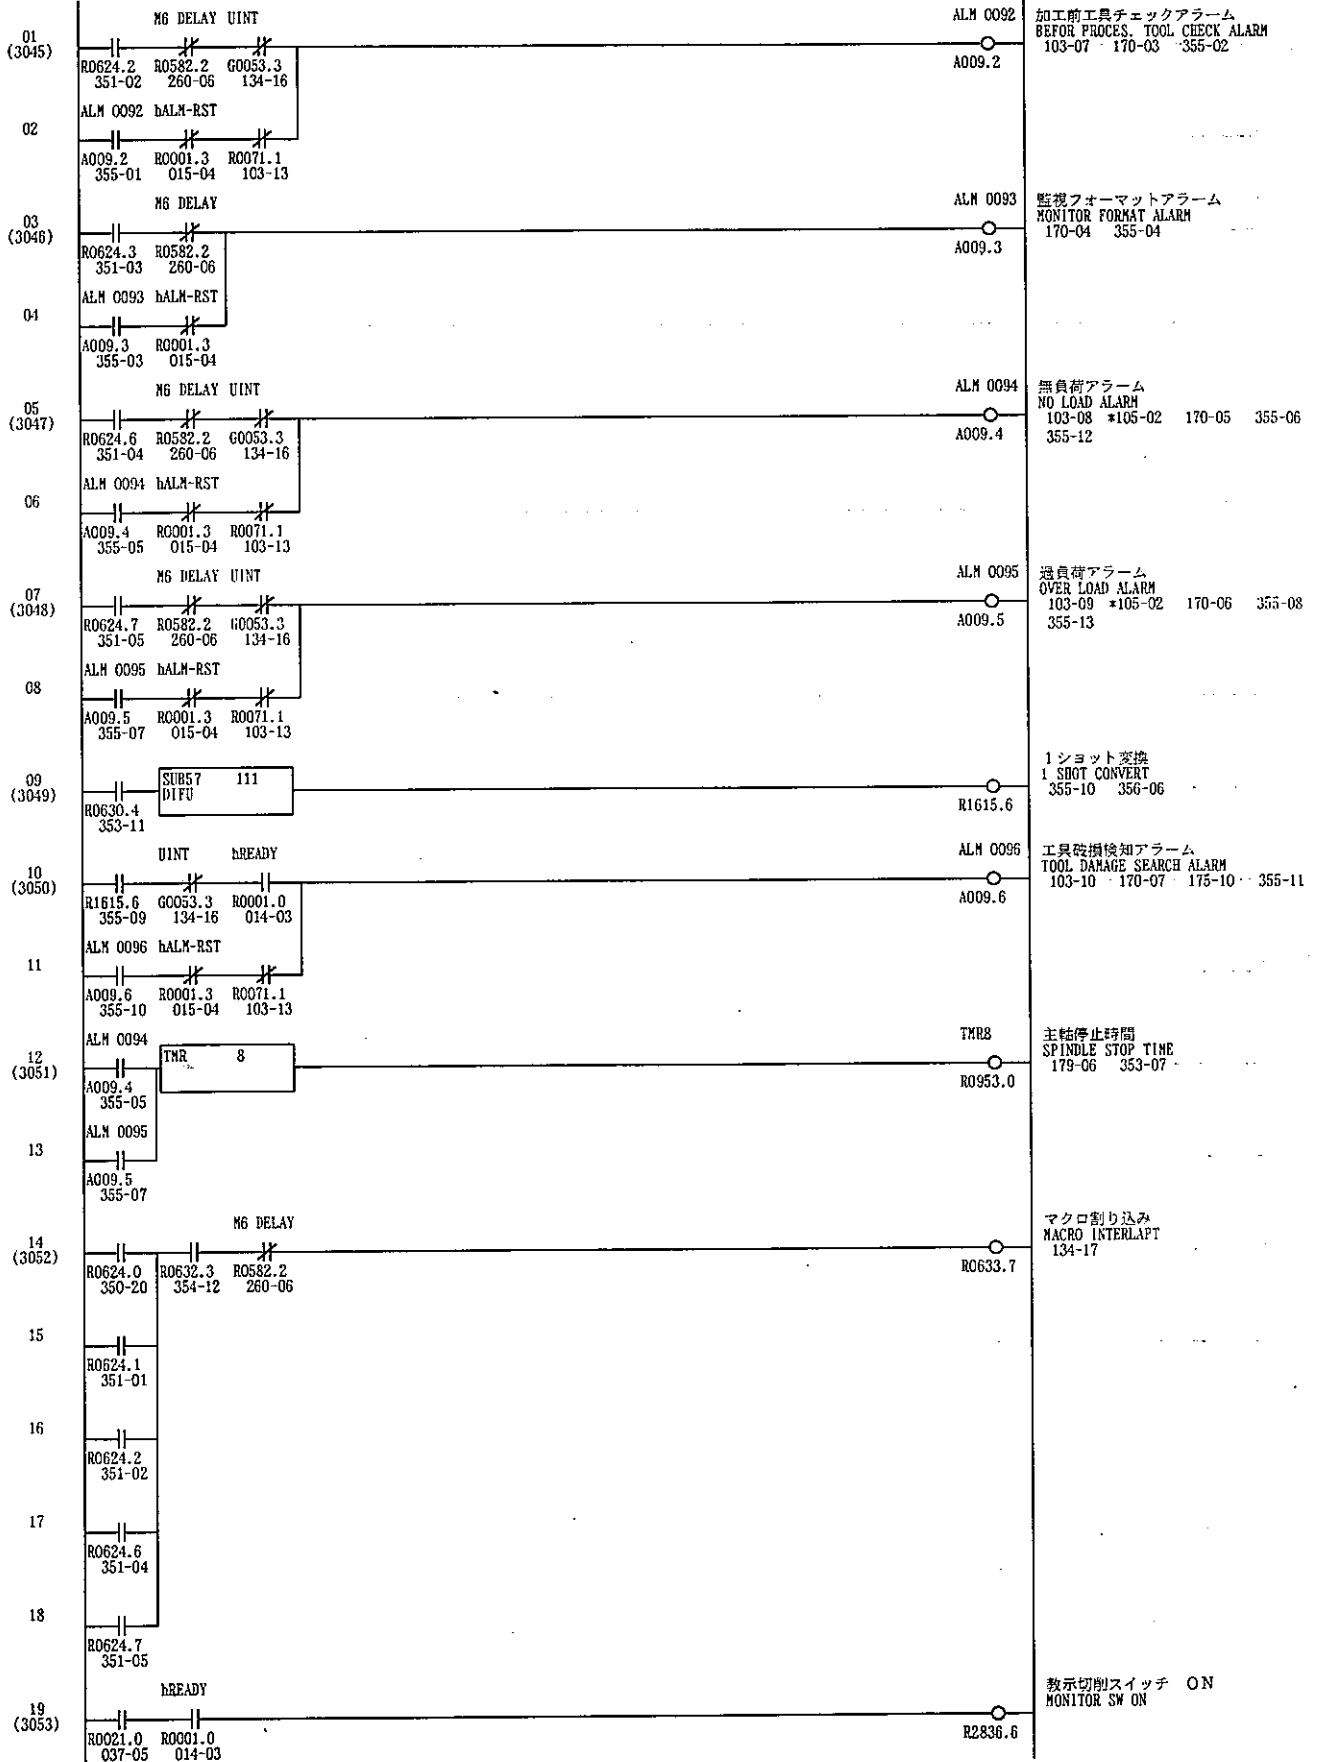 M6 DELAY UINT ALM 0092 加工前工具チェックアラーム
01 BEFOR PROCES. TOOL CHECK ALARM
(3045) 103-07 170-03 355-02
R0624.2 R0582.2 G0053.3 A009.2
351-02 260-06 134-16
ALM 0092 hALM-RST
02
A009.2 R0001.3 R0071.1
355-01 015-04 103-13
M6 DELAY ALM 0093 監視フォーマットアラーム
03 MONITOR FORMAT ALARM
(3046) 170-04 355-04
R0624.3 R0582.2 A009.3
351-03 260-06
ALM 0093 hALM-RST
04
A009.3 R0001.3
355-03 015-04
M6 DELAY UINT ALM 0094 無負荷アラーム
05 NO LOAD ALARM
(3047) 103-08 *105-02 170-05 355-06
R0624.6 R0582.2 G0053.3 A009.4 355-12
351-04 260-06 134-16
ALM 0094 hALM-RST
06
A009.4 R0001.3 R0071.1
355-05 015-04 103-13
M6 DELAY UINT ALM 0095 過負荷アラーム
07 OVER LOAD ALARM
(3048) 103-09 *105-02 170-06 355-08
R0624.7 R0582.2 G0053.3 A009.5 355-13
351-05 260-06 134-16
ALM 0095 hALM-RST
08
A009.5 R0001.3 R0071.1
355-07 015-04 103-13
1ショット変換
09 SUB57 111 1 SHOT CONVERT
(3049) DIFU 355-10 356-06
R0630.4 R1615.6
353-11
UINT hREADY ALM 0096 工具破損検知アラーム
10 TOOL DAMAGE SEARCH ALARM
(3050) 103-10 170-07 175-10 355-11
R1615.6 G0053.3 R0001.0 A009.6
355-09 134-16 014-03
ALM 0096 hALM-RST
11
A009.6 R0001.3 R0071.1
355-10 015-04 103-13
ALM 0094 TMR8 主軸停止時間
12 TMR 8 SPINDLE STOP TIME
(3051) 179-06 353-07
A009.4 R0953.0
355-05
ALM 0095
13
A009.5
355-07
M6 DELAY マクロ割り込み
14 MACRO INTERLAPT
(3052) 134-17
R0624.0 R0632.3 R0582.2 R0633.7
350-20 354-12 260-06
15
R0624.1
351-01
16
R0624.2
351-02
17
R0624.6
351-04
18
R0624.7
351-05
hREADY 教示切削スイッチ ON
19 MONITOR SW ON
(3053)
R0021.0 R0001.0 R2836.6
037-05 014-03